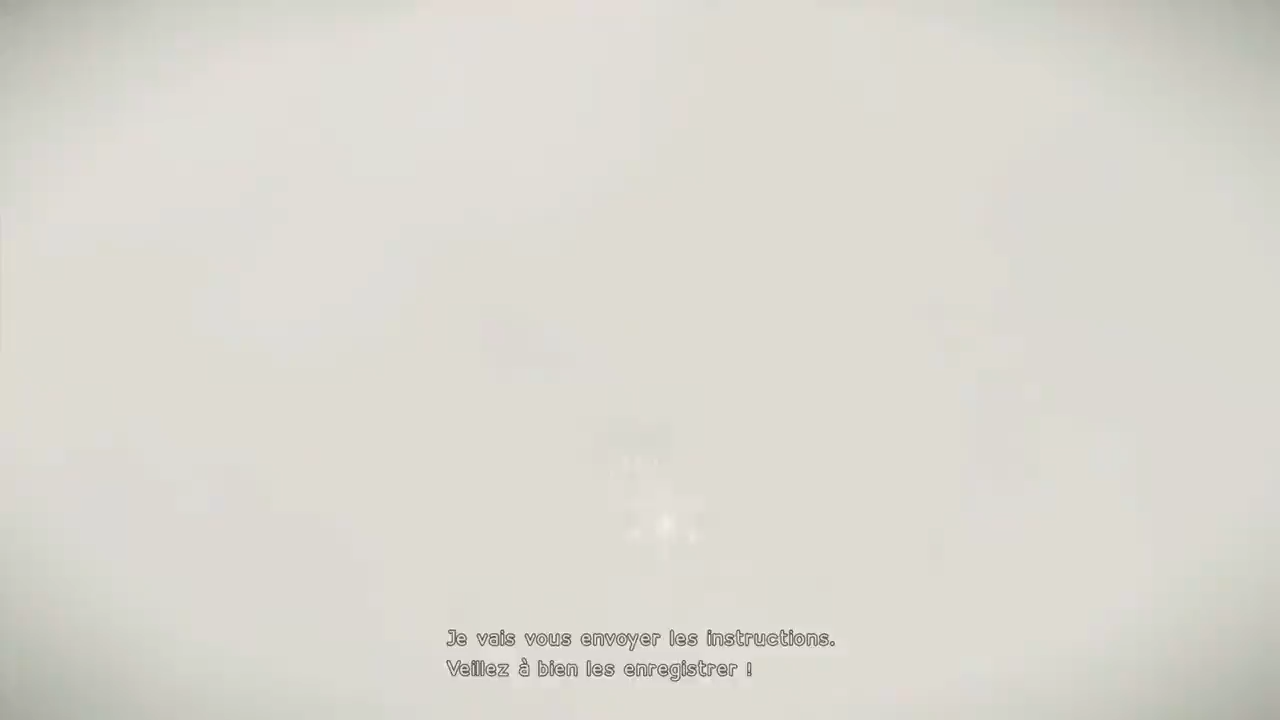 Je vais vous envoyer les instructions.
Veillez à bien les enregistrer !